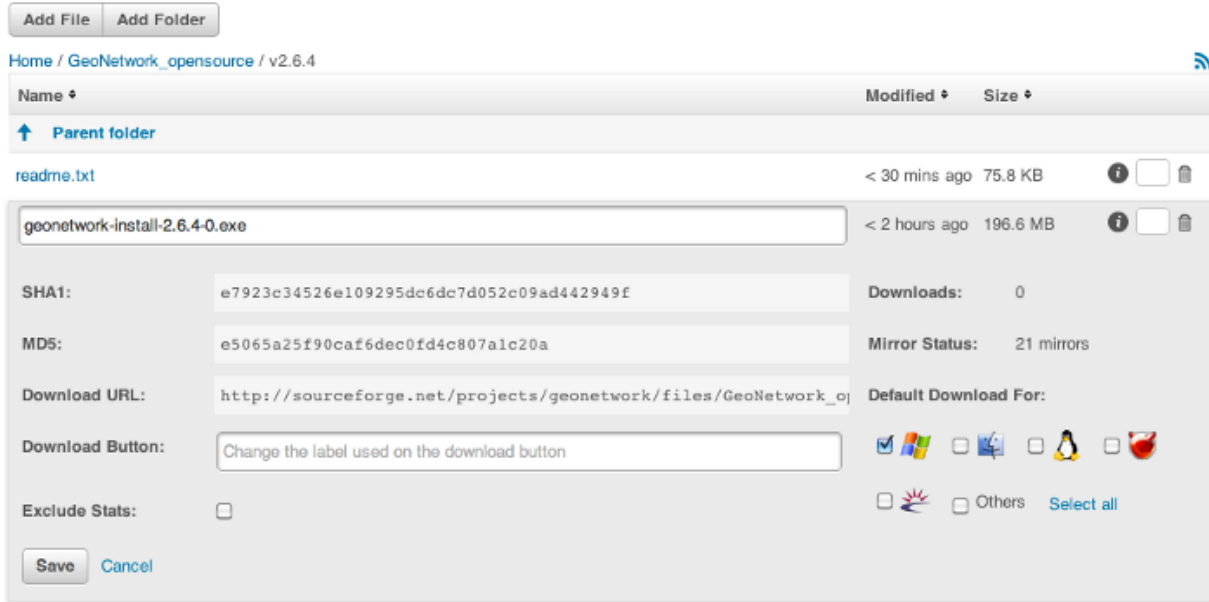 Add File Add Folder
Home / GeoNetwork_opensource / v2.6.4
Name Modified Size
Parent folder
readme.txt < 30 mins ago 75.8 KB
geonetwork-install-2.6.4-0.exe < 2 hours ago 196.6 MB
SHA1: e7923c34526e109295dc6dc7d052c09ad442949f Downloads: 0
MD5: e5065a25f90caf6dec0fd4c807a1c20a Mirror Status: 21 mirrors
Download URL: http://sourceforge.net/projects/geonetwork/files/GeoNetwork_op Default Download For:
Download Button: Change the label used on the download button
Others Select all
Exclude Stats:
Save Cancel